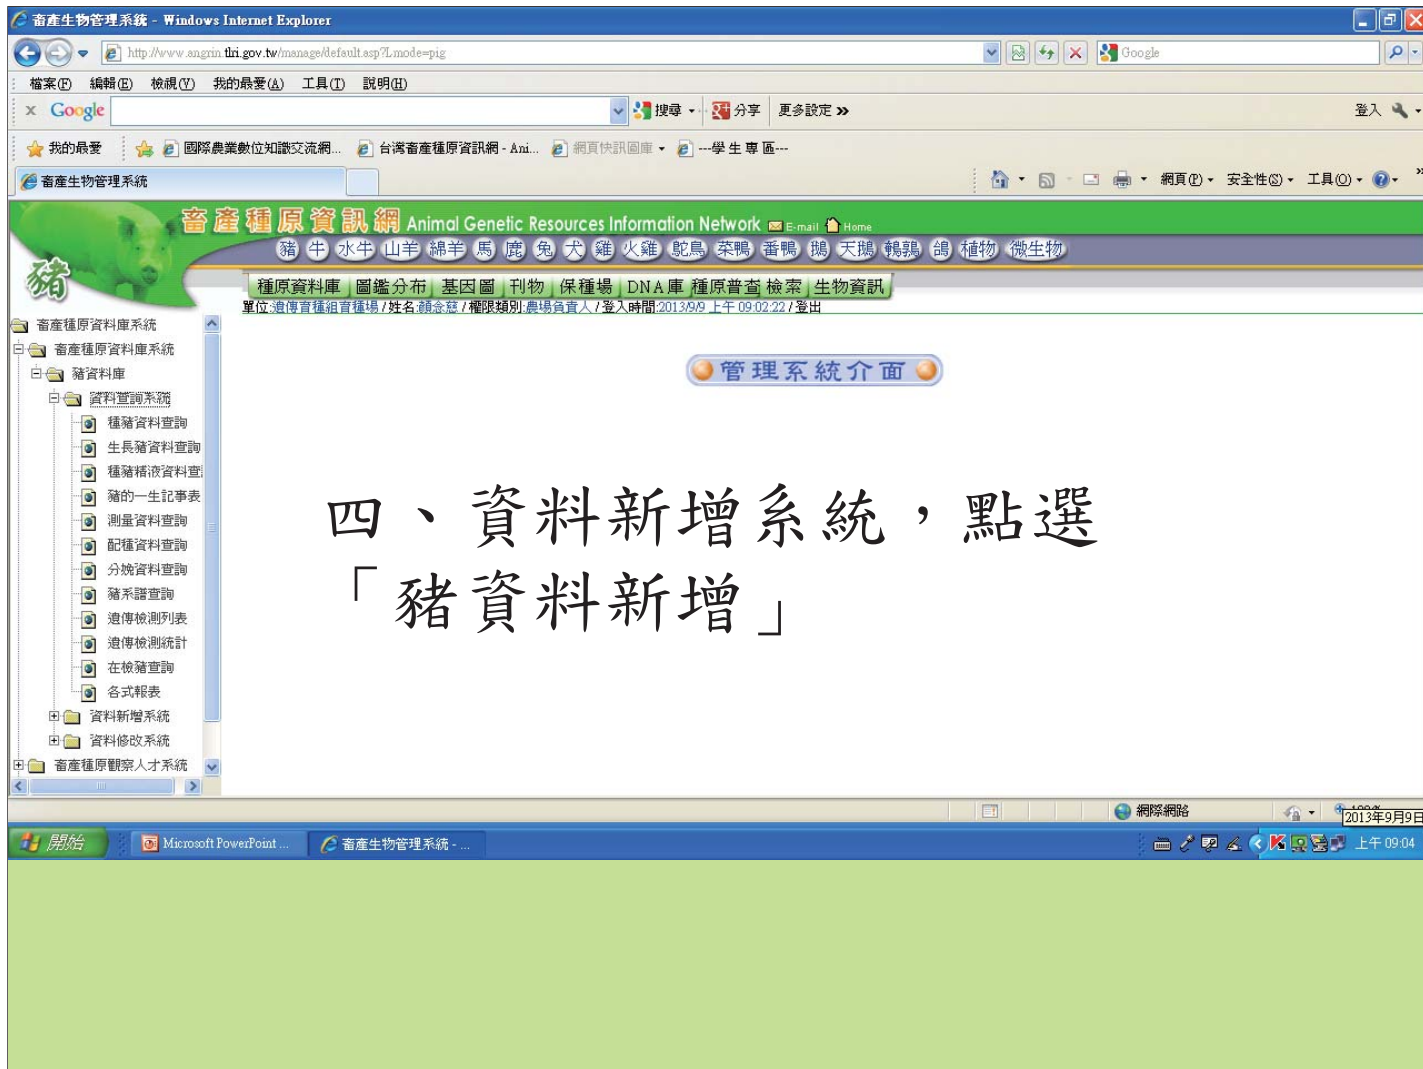 畜產生物管理系統 - Windows Internet Explorer
http://www.angrin.tlri.gov.tw/manage/default.asp?Lmode=pig
Google
檔案(F) 編輯(E) 檢視(V) 我的最愛(A) 工具(T) 說明(H)
x Google 搜尋 分享 更多設定 » 登入
我的最愛 國際農業數位知識交流網... 台灣畜產種原資訊網 - Ani... 網頁快訊圖庫 ---學 生 專 區---
畜產生物管理系統 網頁(P) 安全性(S) 工具(O) »
畜產種原資訊網 Animal Genetic Resources Information Network E-mail Home
豬 牛 水牛 山羊 綿羊 馬 鹿 兔 犬 雞 火雞 鴕鳥 菜鴨 番鴨 鵝 天鵝 鵪鶉 鴿 植物 微生物
豬
種原資料庫 圖鑑分布 基因圖 刊物 保種場 DNA庫 種原普查 檢索 生物資訊
單位:遺傳育種組育種場 / 姓名:顏念慈 / 權限類別:農場負責人 / 登入時間:2013/9/9 上午 09:02:22 / 登出
畜產種原資料庫系統
畜產種原資料庫系統
豬資料庫
資料查詢系統
種豬資料查詢
生長豬資料查詢
種豬精液資料查
豬的一生記事表
測量資料查詢
配種資料查詢
分娩資料查詢
豬系譜查詢
遺傳檢測列表
遺傳檢測統計
在檢豬查詢
各式報表
資料新增系統
資料修改系統
畜產種原觀察人才系統
管理系統介面
四、資料新增系統，點選
「豬資料新增」
網際網路
2013年9月9日
開始 Microsoft PowerPoint ... 畜產生物管理系統 - ... 上午 09:04